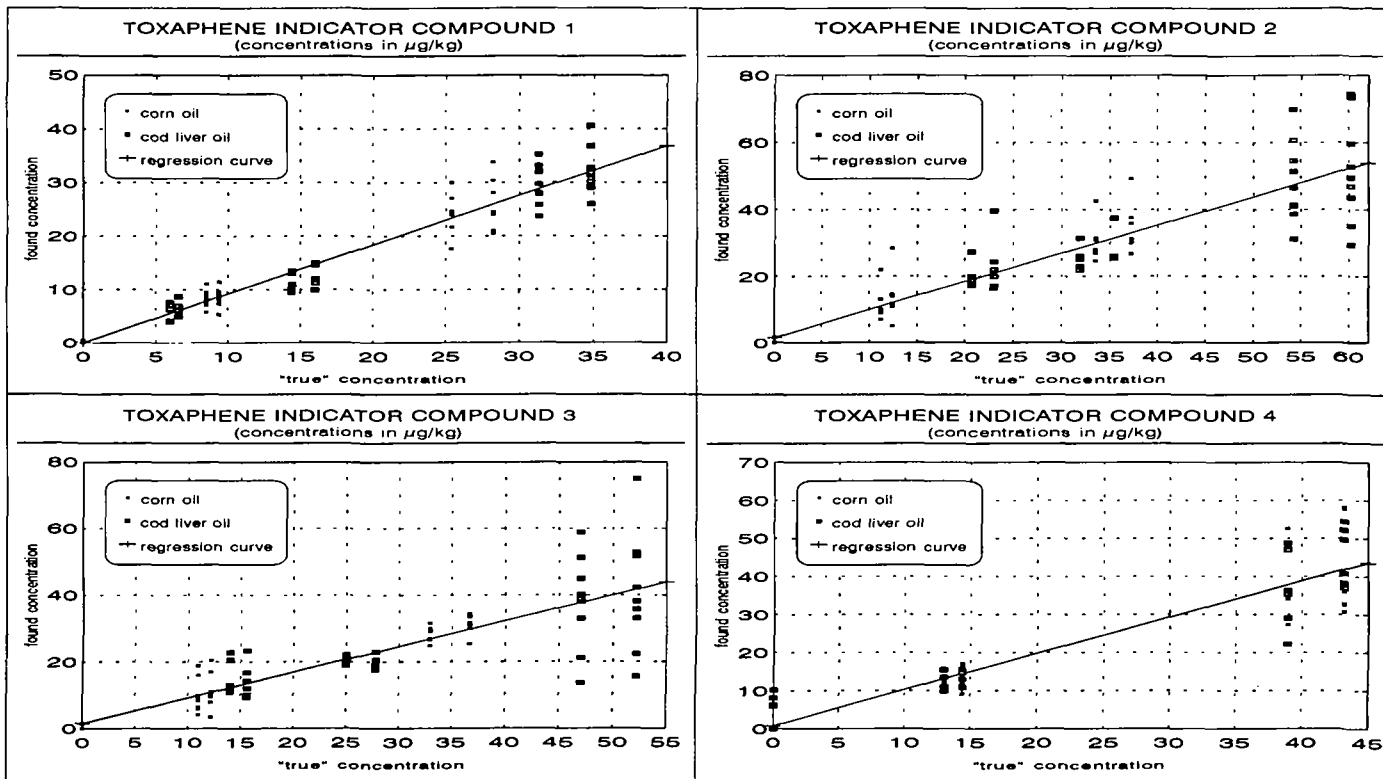 TOXAPHENE INDICATOR COMPOUND 1
(concentrations in µg/kg)
50
40
30
20
10
0
found concentration
corn oil
cod liver oil
regression curve
0 5 10 15 20 25 30 35 40
"true" concentration
TOXAPHENE INDICATOR COMPOUND 2
(concentrations in µg/kg)
80
60
40
20
0
found concentration
corn oil
cod liver oil
regression curve
0 5 10 15 20 25 30 35 40 45 50 55 60
"true" concentration
TOXAPHENE INDICATOR COMPOUND 3
(concentrations in µg/kg)
80
60
40
20
0
found concentration
corn oil
cod liver oil
regression curve
0 5 10 15 20 25 30 35 40 45 50 55
"true" concentration
TOXAPHENE INDICATOR COMPOUND 4
(concentrations in µg/kg)
70
60
50
40
30
20
10
0
found concentration
corn oil
cod liver oil
regression curve
0 5 10 15 20 25 30 35 40 45
"true" concentration